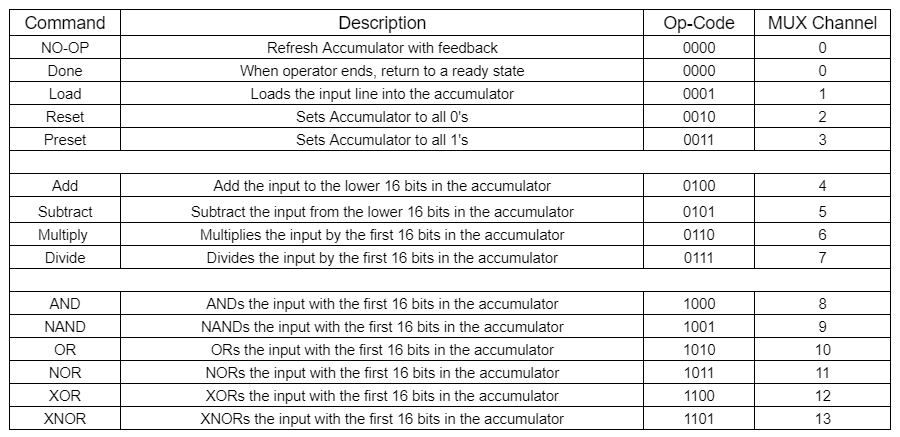 Command Description Op-Code MUX Channel
NO-OP Refresh Accumulator with feedback 0000 0
Done When operator ends, return to a ready state 0000 0
Load Loads the input line into the accumulator 0001 1
Reset Sets Accumulator to all 0's 0010 2
Preset Sets Accumulator to all 1's 0011 3
Add Add the input to the lower 16 bits in the accumulator 0100 4
Subtract Subtract the input from the lower 16 bits in the accumulator 0101 5
Multiply Multiplies the input by the first 16 bits in the accumulator 0110 6
Divide Divides the input by the first 16 bits in the accumulator 0111 7
AND ANDs the input with the first 16 bits in the accumulator 1000 8
NAND NANDs the input with the first 16 bits in the accumulator 1001 9
OR ORs the input with the first 16 bits in the accumulator 1010 10
NOR NORs the input with the first 16 bits in the accumulator 1011 11
XOR XORs the input with the first 16 bits in the accumulator 1100 12
XNOR XNORs the input with the first 16 bits in the accumulator 1101 13